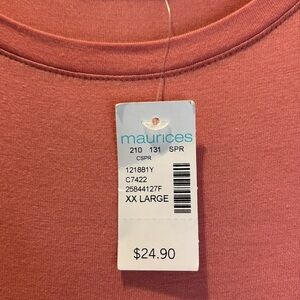 maurices
210 131 SPR
CSPR
121881Y
C7422
25844127F
XX LARGE
$24.90